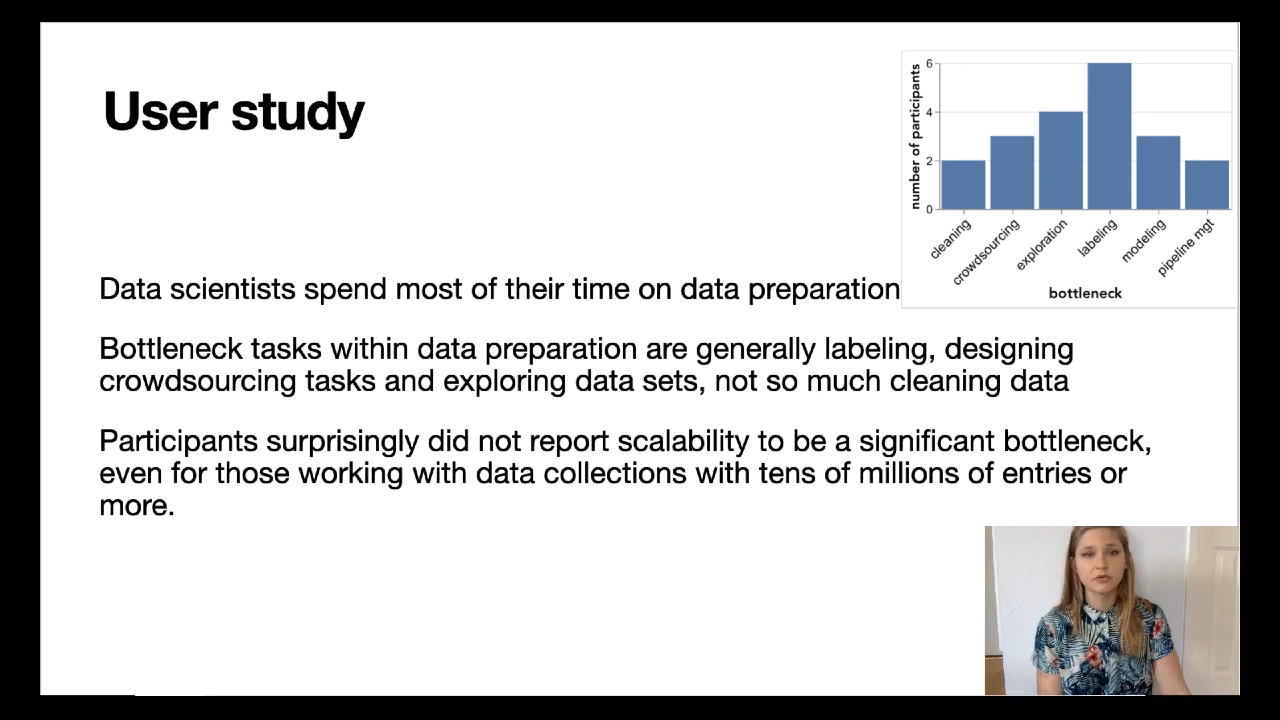 User study
number of participants
6
4
2
0
cleaning
crowdsourcing
exploration
labeling
modeling
pipeline mgt
bottleneck
Data scientists spend most of their time on data preparation
Bottleneck tasks within data preparation are generally labeling, designing
crowdsourcing tasks and exploring data sets, not so much cleaning data
Participants surprisingly did not report scalability to be a significant bottleneck,
even for those working with data collections with tens of millions of entries or
more.